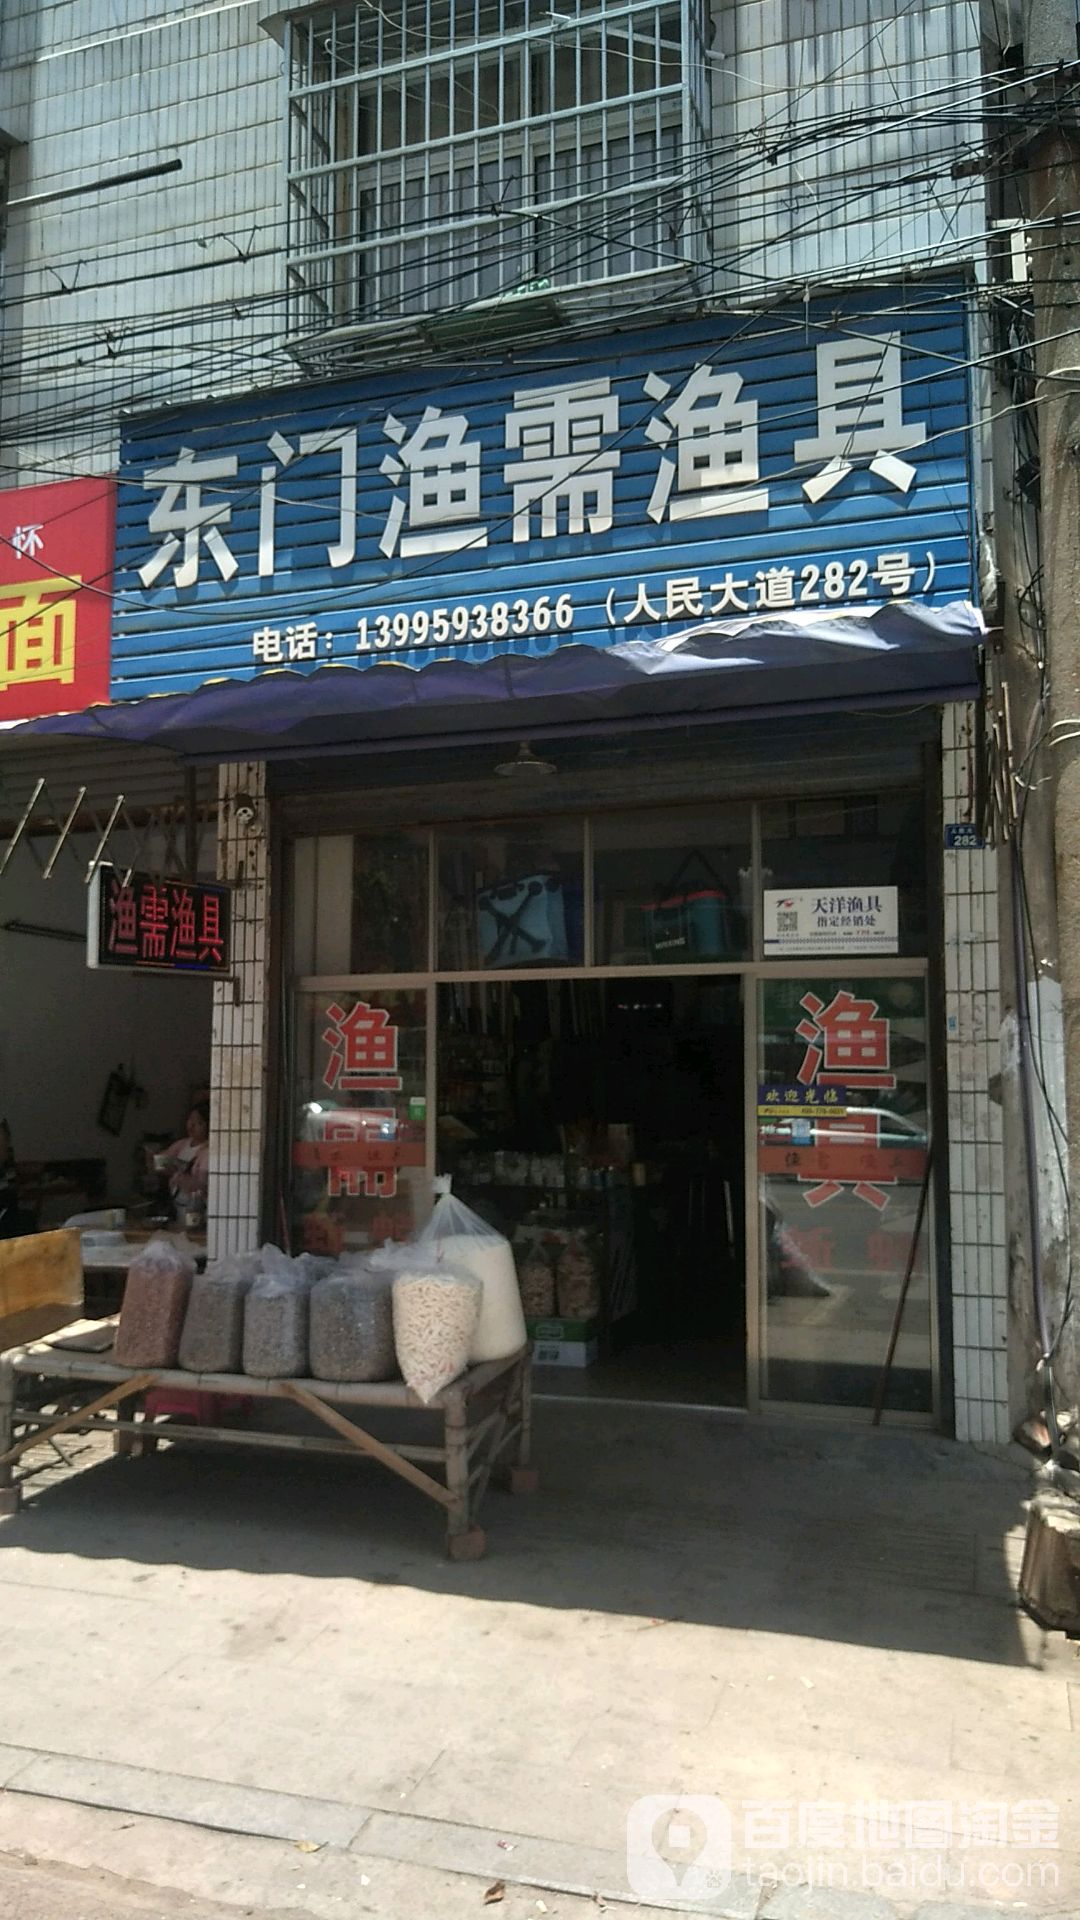 东门渔需渔具
电话：13995938366（人民大道282号）
怀
面
282
渔需渔具
天洋渔具
指定经销处
渔需
渔具
欢迎光临
百度地图淘金
taojin.baidu.com